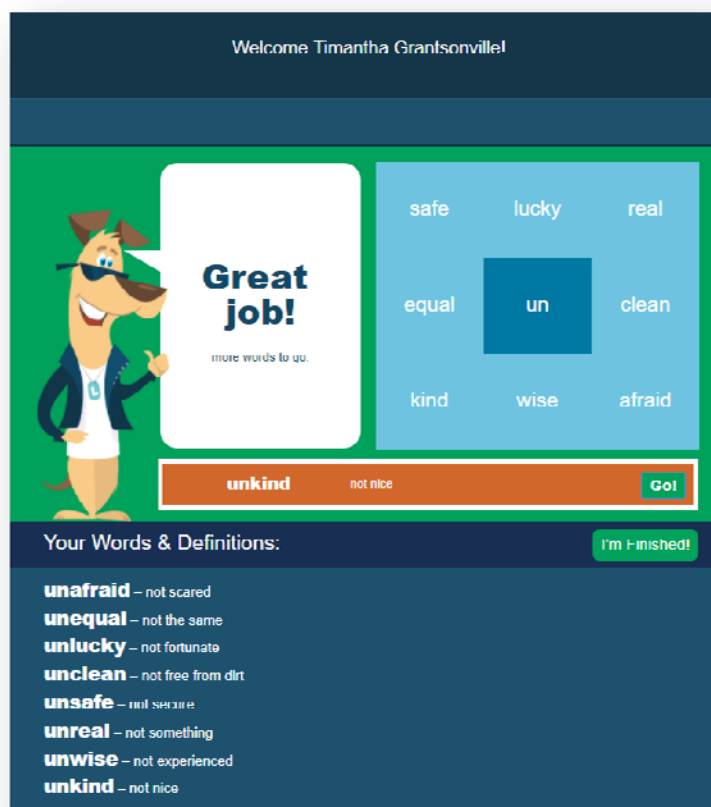 Welcome Timantha Grantsonville!
Great
job!
more words to go.
safe lucky real
equal un clean
kind wise afraid
L
unkind not nice Go!
Your Words & Definitions: I'm Finished!
unafraid – not scared
unequal – not the same
unlucky – not fortunate
unclean – not free from dirt
unsafe – not secure
unreal – not something
unwise – not experienced
unkind – not nice